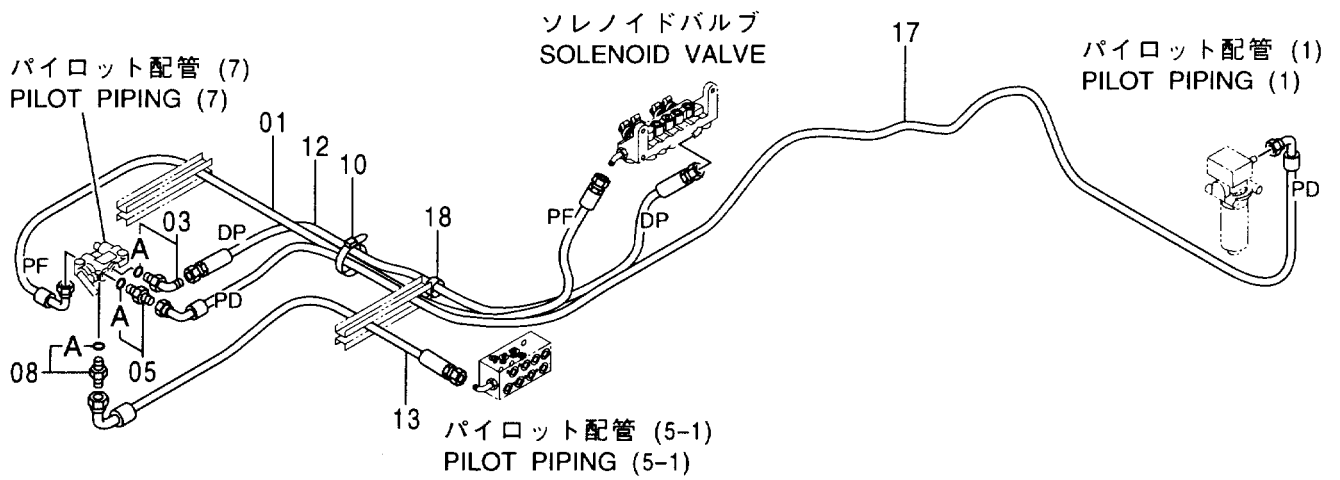 ソレノイドバルブ
SOLENOID VALVE
17
パイロット配管 (1)
PILOT PIPING (1)
パイロット配管 (7)
PILOT PIPING (7)
01
12
10
18
03
A
DP
PF
DP
PD
PF
PD
A
A
08
05
13
パイロット配管 (5-1)
PILOT PIPING (5-1)